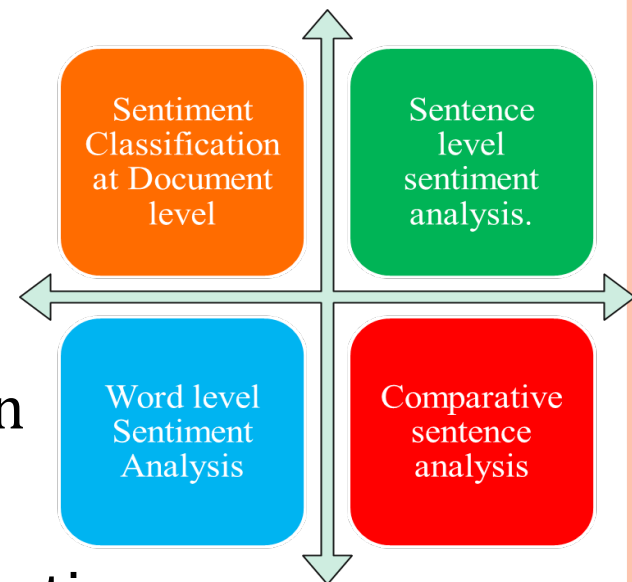 Sentiment
Classification
at Document
level
Sentence
level
sentiment
analysis.
Word level
Sentiment
Analysis
Comparative
sentence
analysis
n